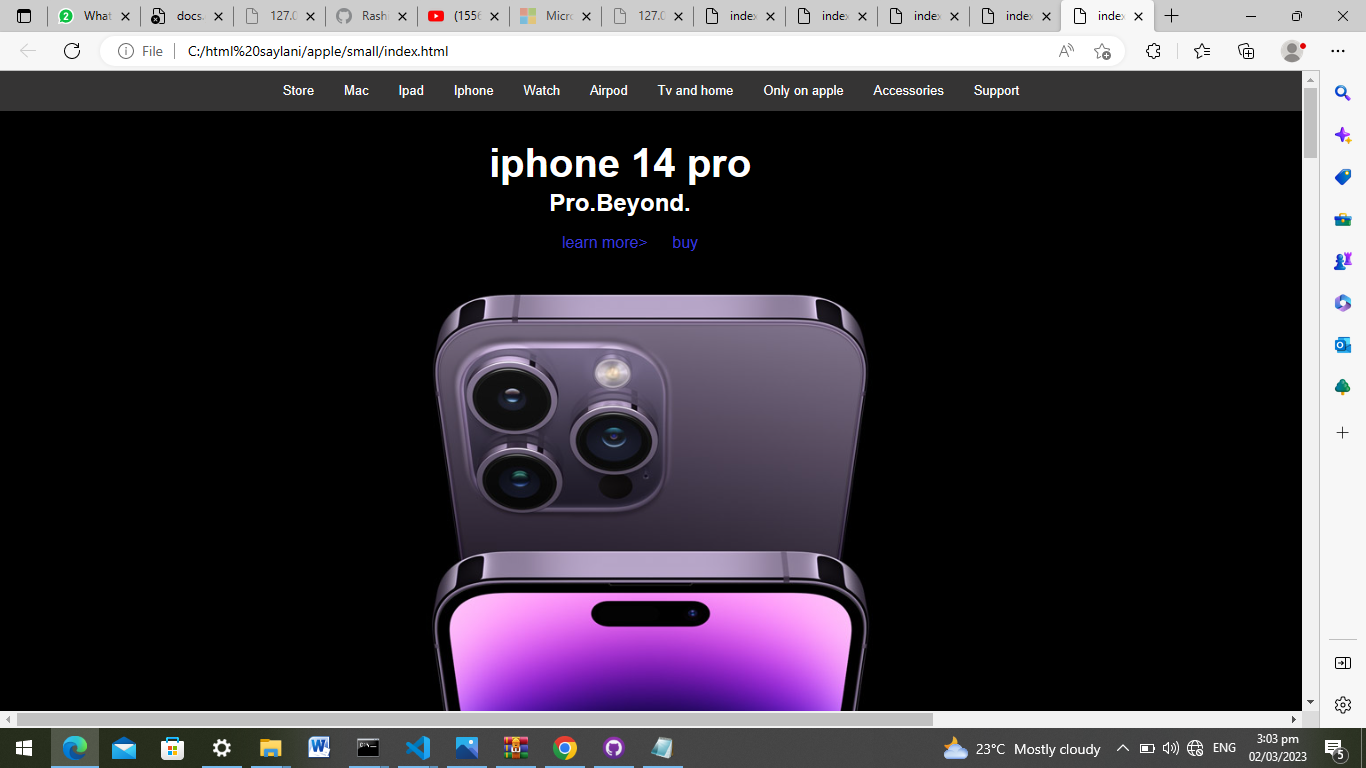 What
docs.
127.0
Rash
(1556
Micro
127.0
index
index
index
index
index
File
C:/html%20saylani/apple/small/index.html
Store Mac Ipad Iphone Watch Airpod Tv and home Only on apple Accessories Support
iphone 14 pro
Pro.Beyond.
learn more> buy
23°C Mostly cloudy
ENG
3:03 pm
02/03/2023
5